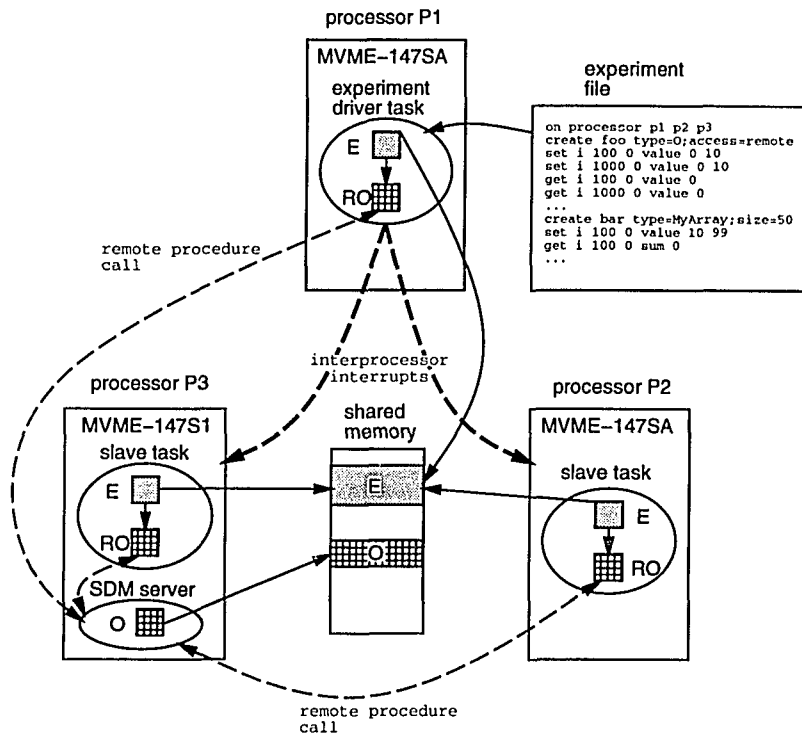 processor P1
MVME-147SA
experiment
driver task
E
RO
experiment
file
on processor p1 p2 p3
create foo type=O;access=remote
set i 100 0 value 0 10
set i 1000 0 value 0 10
get i 100 0 value 0
get i 1000 0 value 0
...
create bar type=MyArray;size=50
set i 100 0 value 10 99
get i 100 0 sum 0
...
remote procedure
call
interprocessor
interrupts
processor P3
MVME-147S1
slave task
E
RO
SDM server
O
shared
memory
E
O
processor P2
MVME-147SA
slave task
E
RO
remote procedure
call